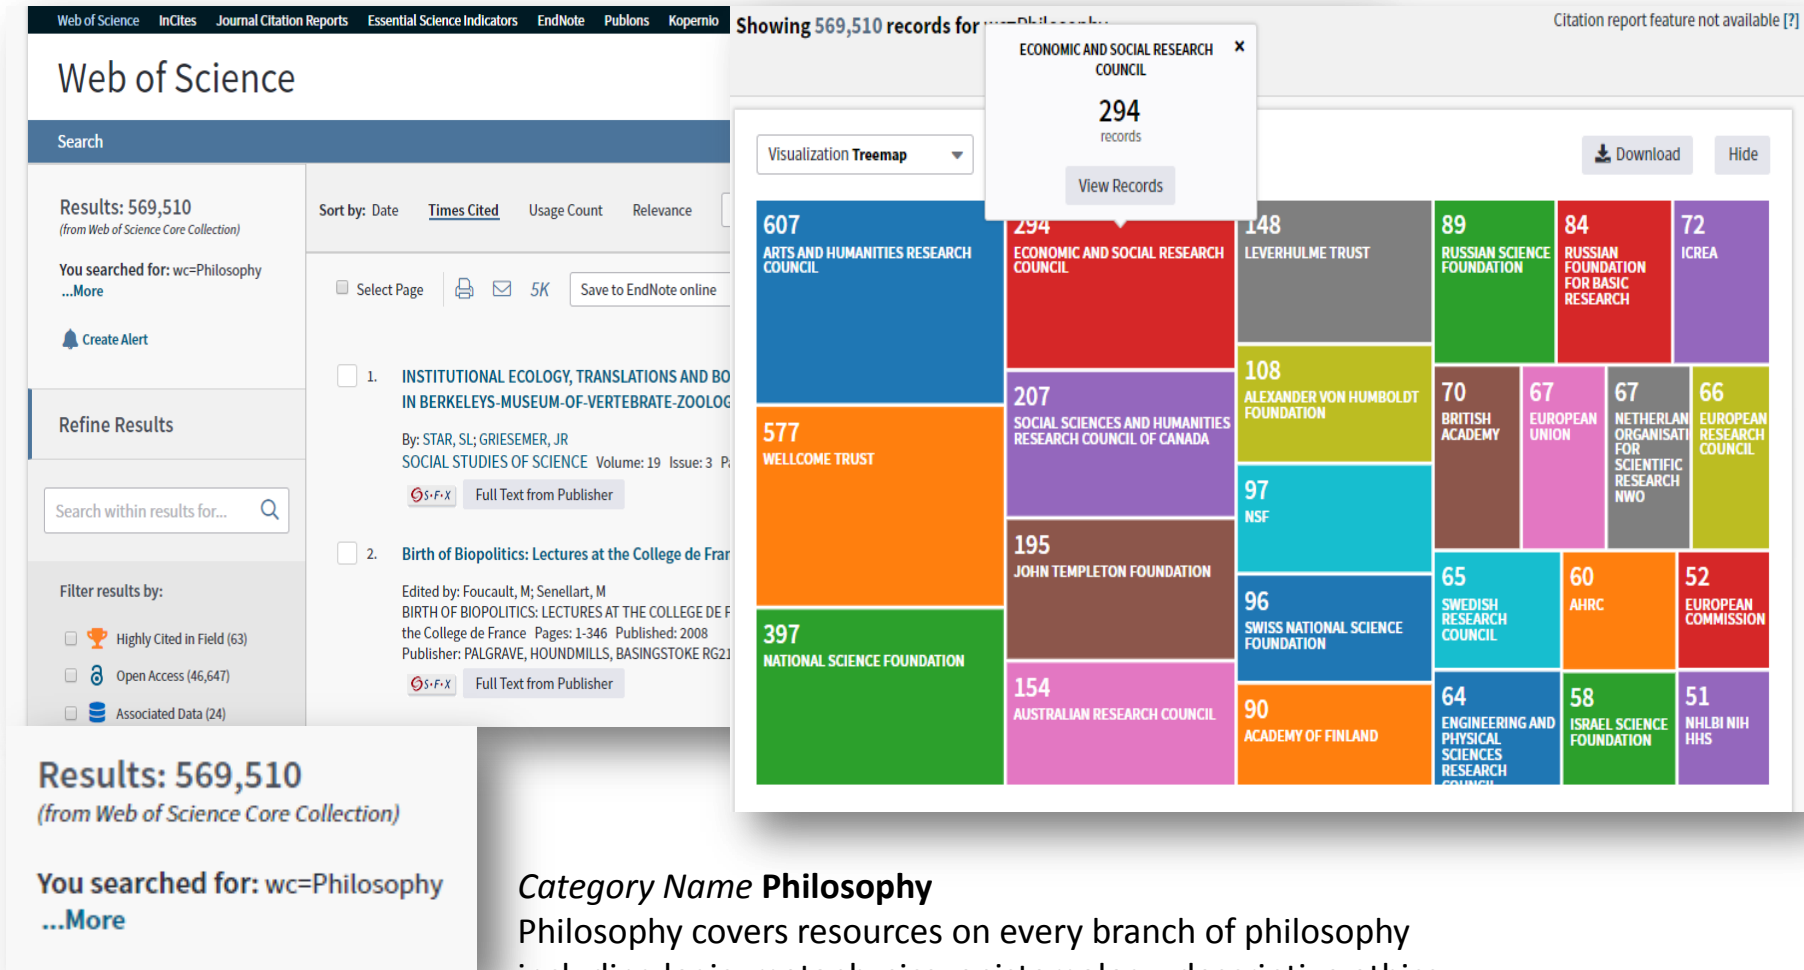 Web of Science InCites Journal Citation Reports Essential Science Indicators EndNote Publons Kopernio
Web of Science
Search
Results: 569,510
(from Web of Science Core Collection)
You searched for: wc=Philosophy
...More
Create Alert
Refine Results
Search within results for...
Filter results by:
Highly Cited in Field (63)
Open Access (46,647)
Associated Data (24)
Sort by: Date Times Cited Usage Count Relevance
Select Page 5K Save to EndNote online
1. INSTITUTIONAL ECOLOGY, TRANSLATIONS AND BO
IN BERKELEYS-MUSEUM-OF-VERTEBRATE-ZOOLOG
By: STAR, SL; GRIESEMER, JR
SOCIAL STUDIES OF SCIENCE Volume: 19 Issue: 3 P
S·F·X Full Text from Publisher
2. Birth of Biopolitics: Lectures at the College de Fran
Edited by: Foucault, M; Senellart, M
BIRTH OF BIOPOLITICS: LECTURES AT THE COLLEGE DE F
the College de France Pages: 1-346 Published: 2008
Publisher: PALGRAVE, HOUNDMILLS, BASINGSTOKE RG21
S·F·X Full Text from Publisher
Showing 569,510 records for wc=Philosophy
Citation report feature not available [?]
ECONOMIC AND SOCIAL RESEARCH
COUNCIL
294
records
View Records
Visualization Treemap
Download
Hide
607
ARTS AND HUMANITIES RESEARCH
COUNCIL
577
WELLCOME TRUST
397
NATIONAL SCIENCE FOUNDATION
294
ECONOMIC AND SOCIAL RESEARCH
COUNCIL
207
SOCIAL SCIENCES AND HUMANITIES
RESEARCH COUNCIL OF CANADA
195
JOHN TEMPLETON FOUNDATION
154
AUSTRALIAN RESEARCH COUNCIL
148
LEVERHULME TRUST
108
ALEXANDER VON HUMBOLDT
FOUNDATION
97
NSF
96
SWISS NATIONAL SCIENCE
FOUNDATION
90
ACADEMY OF FINLAND
89
RUSSIAN SCIENCE
FOUNDATION
84
RUSSIAN
FOUNDATION
FOR BASIC
RESEARCH
72
ICREA
70
BRITISH
ACADEMY
67
EUROPEAN
UNION
67
NETHERLAN
ORGANISATI
FOR
SCIENTIFIC
RESEARCH
NWO
66
EUROPEAN
RESEARCH
COUNCIL
65
SWEDISH
RESEARCH
COUNCIL
60
AHRC
52
EUROPEAN
COMMISSION
64
ENGINEERING AND
PHYSICAL
SCIENCES
RESEARCH
COUNCIL
58
ISRAEL SCIENCE
FOUNDATION
51
NHLBI NIH
HHS
Results: 569,510
(from Web of Science Core Collection)
You searched for: wc=Philosophy
...More
Category Name Philosophy
Philosophy covers resources on every branch of philosophy
including logic, metaphysics, epistemology, descriptive ethics